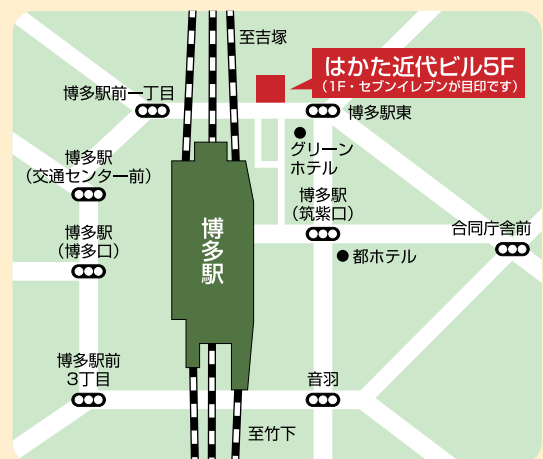 至吉塚
はかた近代ビル5F
(1F・セブンイレブンが目印です)
博多駅前一丁目
博多駅東
グリーン
ホテル
博多駅
(交通センター前)
博多駅
(筑紫口)
合同庁舎前
博多駅
(博多口)
博多駅
都ホテル
博多駅前
3丁目
音羽
至竹下